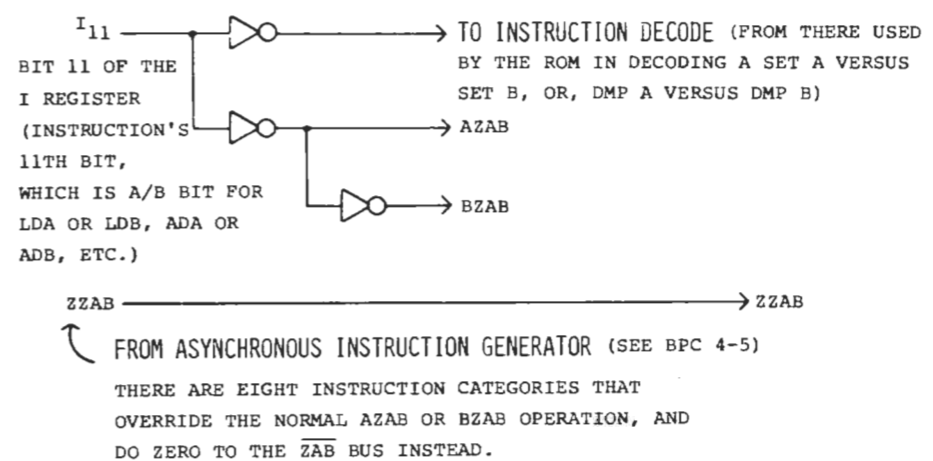 I11
TO INSTRUCTION DECODE (FROM THERE USED
BY THE ROM IN DECODING A SET A VERSUS
SET B, OR, DMP A VERSUS DMP B)
BIT 11 OF THE
I REGISTER
(INSTRUCTION'S
11TH BIT,
WHICH IS A/B BIT FOR
LDA OR LDB, ADA OR
ADB, ETC.)
AZAB
BZAB
ZZAB
ZZAB
FROM ASYNCHRONOUS INSTRUCTION GENERATOR (SEE BPC 4-5)
THERE ARE EIGHT INSTRUCTION CATEGORIES THAT
OVERRIDE THE NORMAL AZAB OR BZAB OPERATION, AND
DO ZERO TO THE Z̅A̅B̅ BUS INSTEAD.